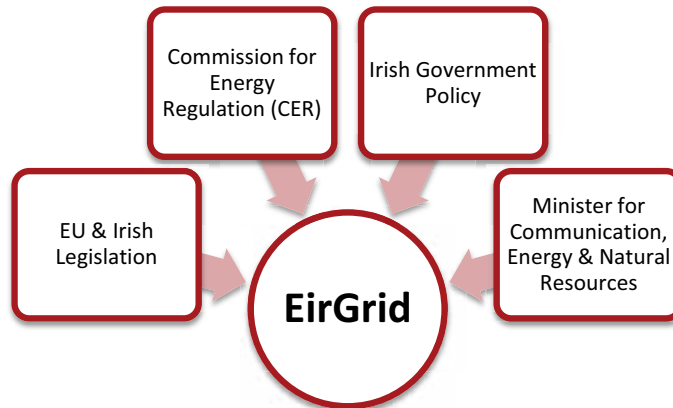 Commission for
Energy
Regulation (CER)
Irish Government
Policy
EU & Irish
Legislation
Minister for
Communication,
Energy & Natural
Resources
EirGrid